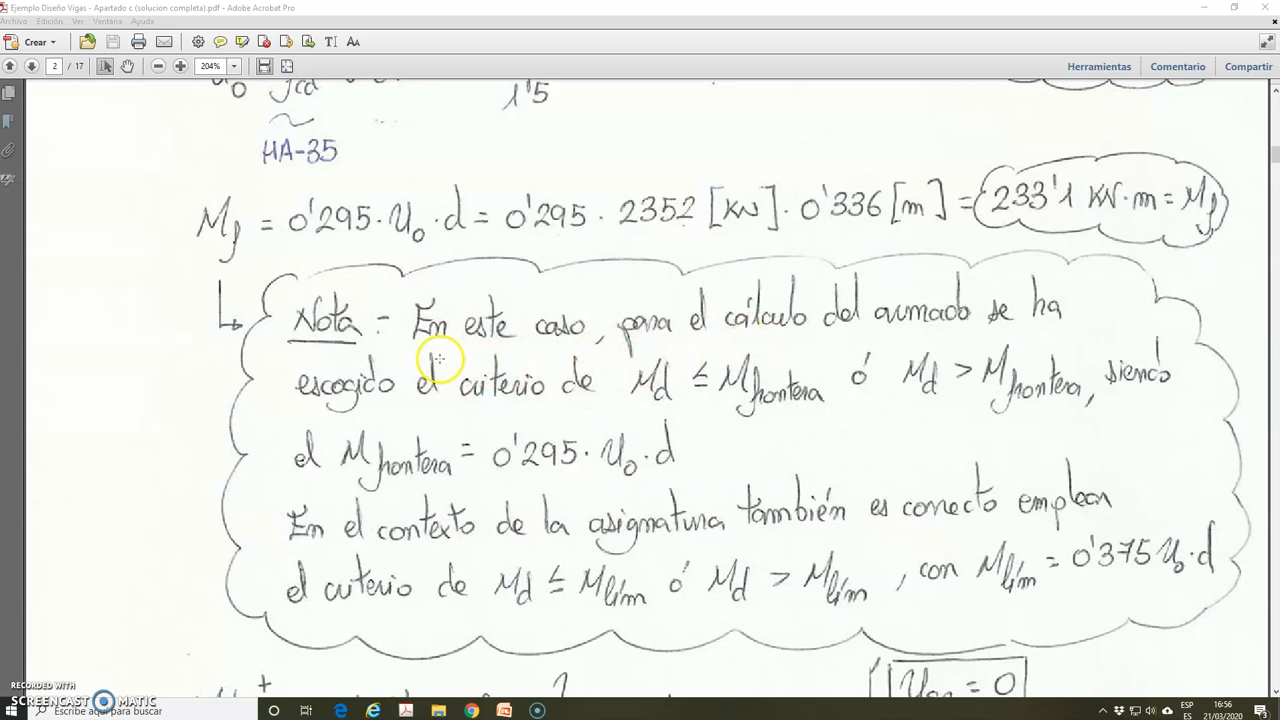 Ejemplo Diseño Vigas - Apartado c (solucion completa).pdf - Adobe Acrobat Pro
Archivo Edición Ver Ventana Ayuda
Crear
2 / 17 204% Herramientas Comentario Compartir
1'5
HA-35
Mf = 0'295·U₀·d = 0'295 · 2352 [KN] · 0'336 [m] = 233'1 KN·m = Mf
Nota - En este caso, para el cálculo del armado se ha
escogido el criterio de Md ≤ Mfrontera ó Md > Mfrontera, siendo
el Mfrontera = 0'295·U₀·d
En el contexto de la asignatura también es correcto emplear
el criterio de Md ≤ Mlím ó Md > Mlím, con Mlím = 0'375 U₀·d
= 0
RECORDED WITH
SCREENCAST MATIC
Escribe aquí para buscar
ESP 16:56
ES 21/03/2020